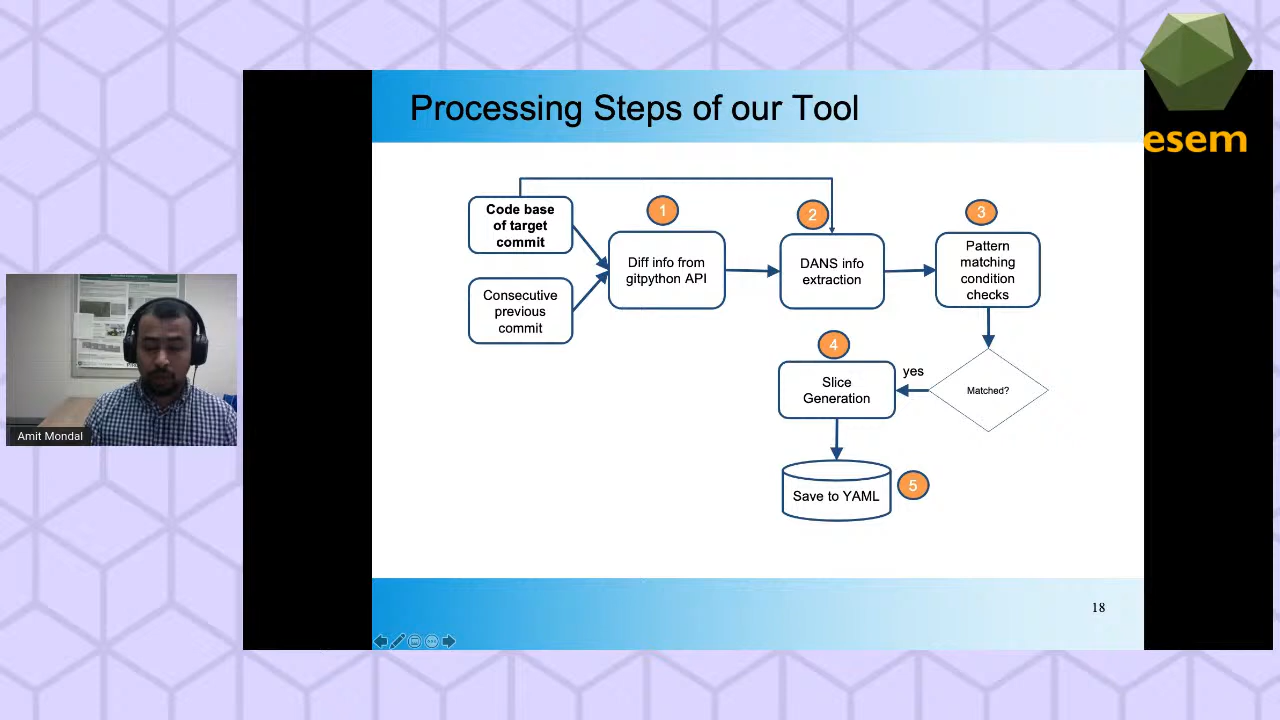 Processing Steps of our Tool
esem
Code base
of target
commit
1
Diff info from
gitpython API
2
DANS info
extraction
3
Pattern
matching
condition
checks
Consecutive
previous
commit
4
Slice
Generation
yes
Matched?
Save to YAML
5
Amit Mondal
18